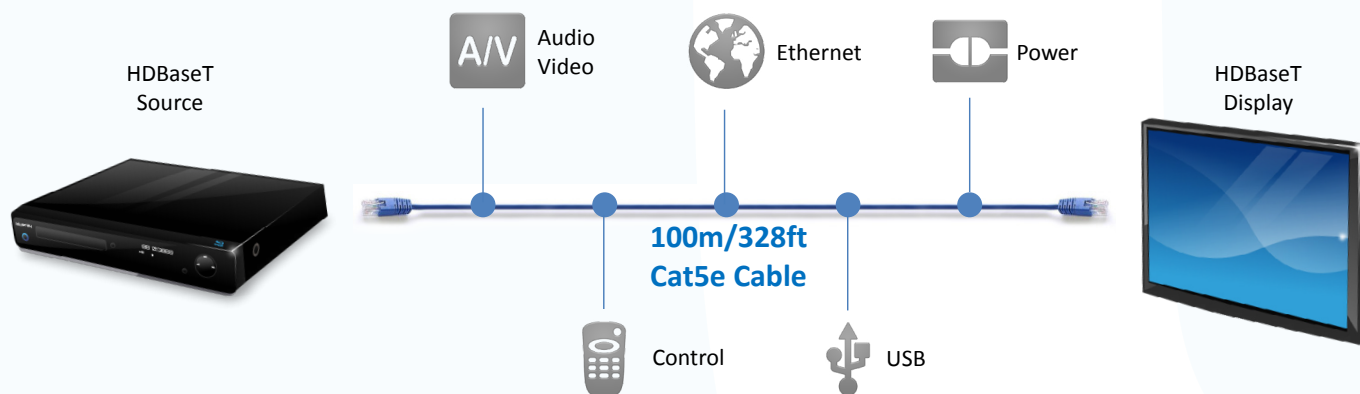 HDBaseT
Source
A/V
Audio
Video
Ethernet
Power
HDBaseT
Display
100m/328ft
Cat5e Cable
Control
USB